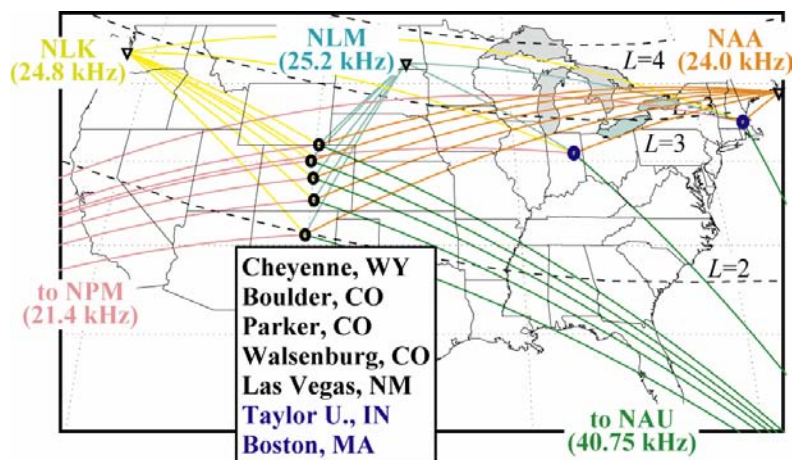 NLK
(24.8 kHz)
NLM
(25.2 kHz)
NAA
(24.0 kHz)
L=4
L=3
L=3
L=2
to NPM
(21.4 kHz)
Cheyenne, WY
Boulder, CO
Parker, CO
Walsenburg, CO
Las Vegas, NM
Taylor U., IN
Boston, MA
to NAU
(40.75 kHz)